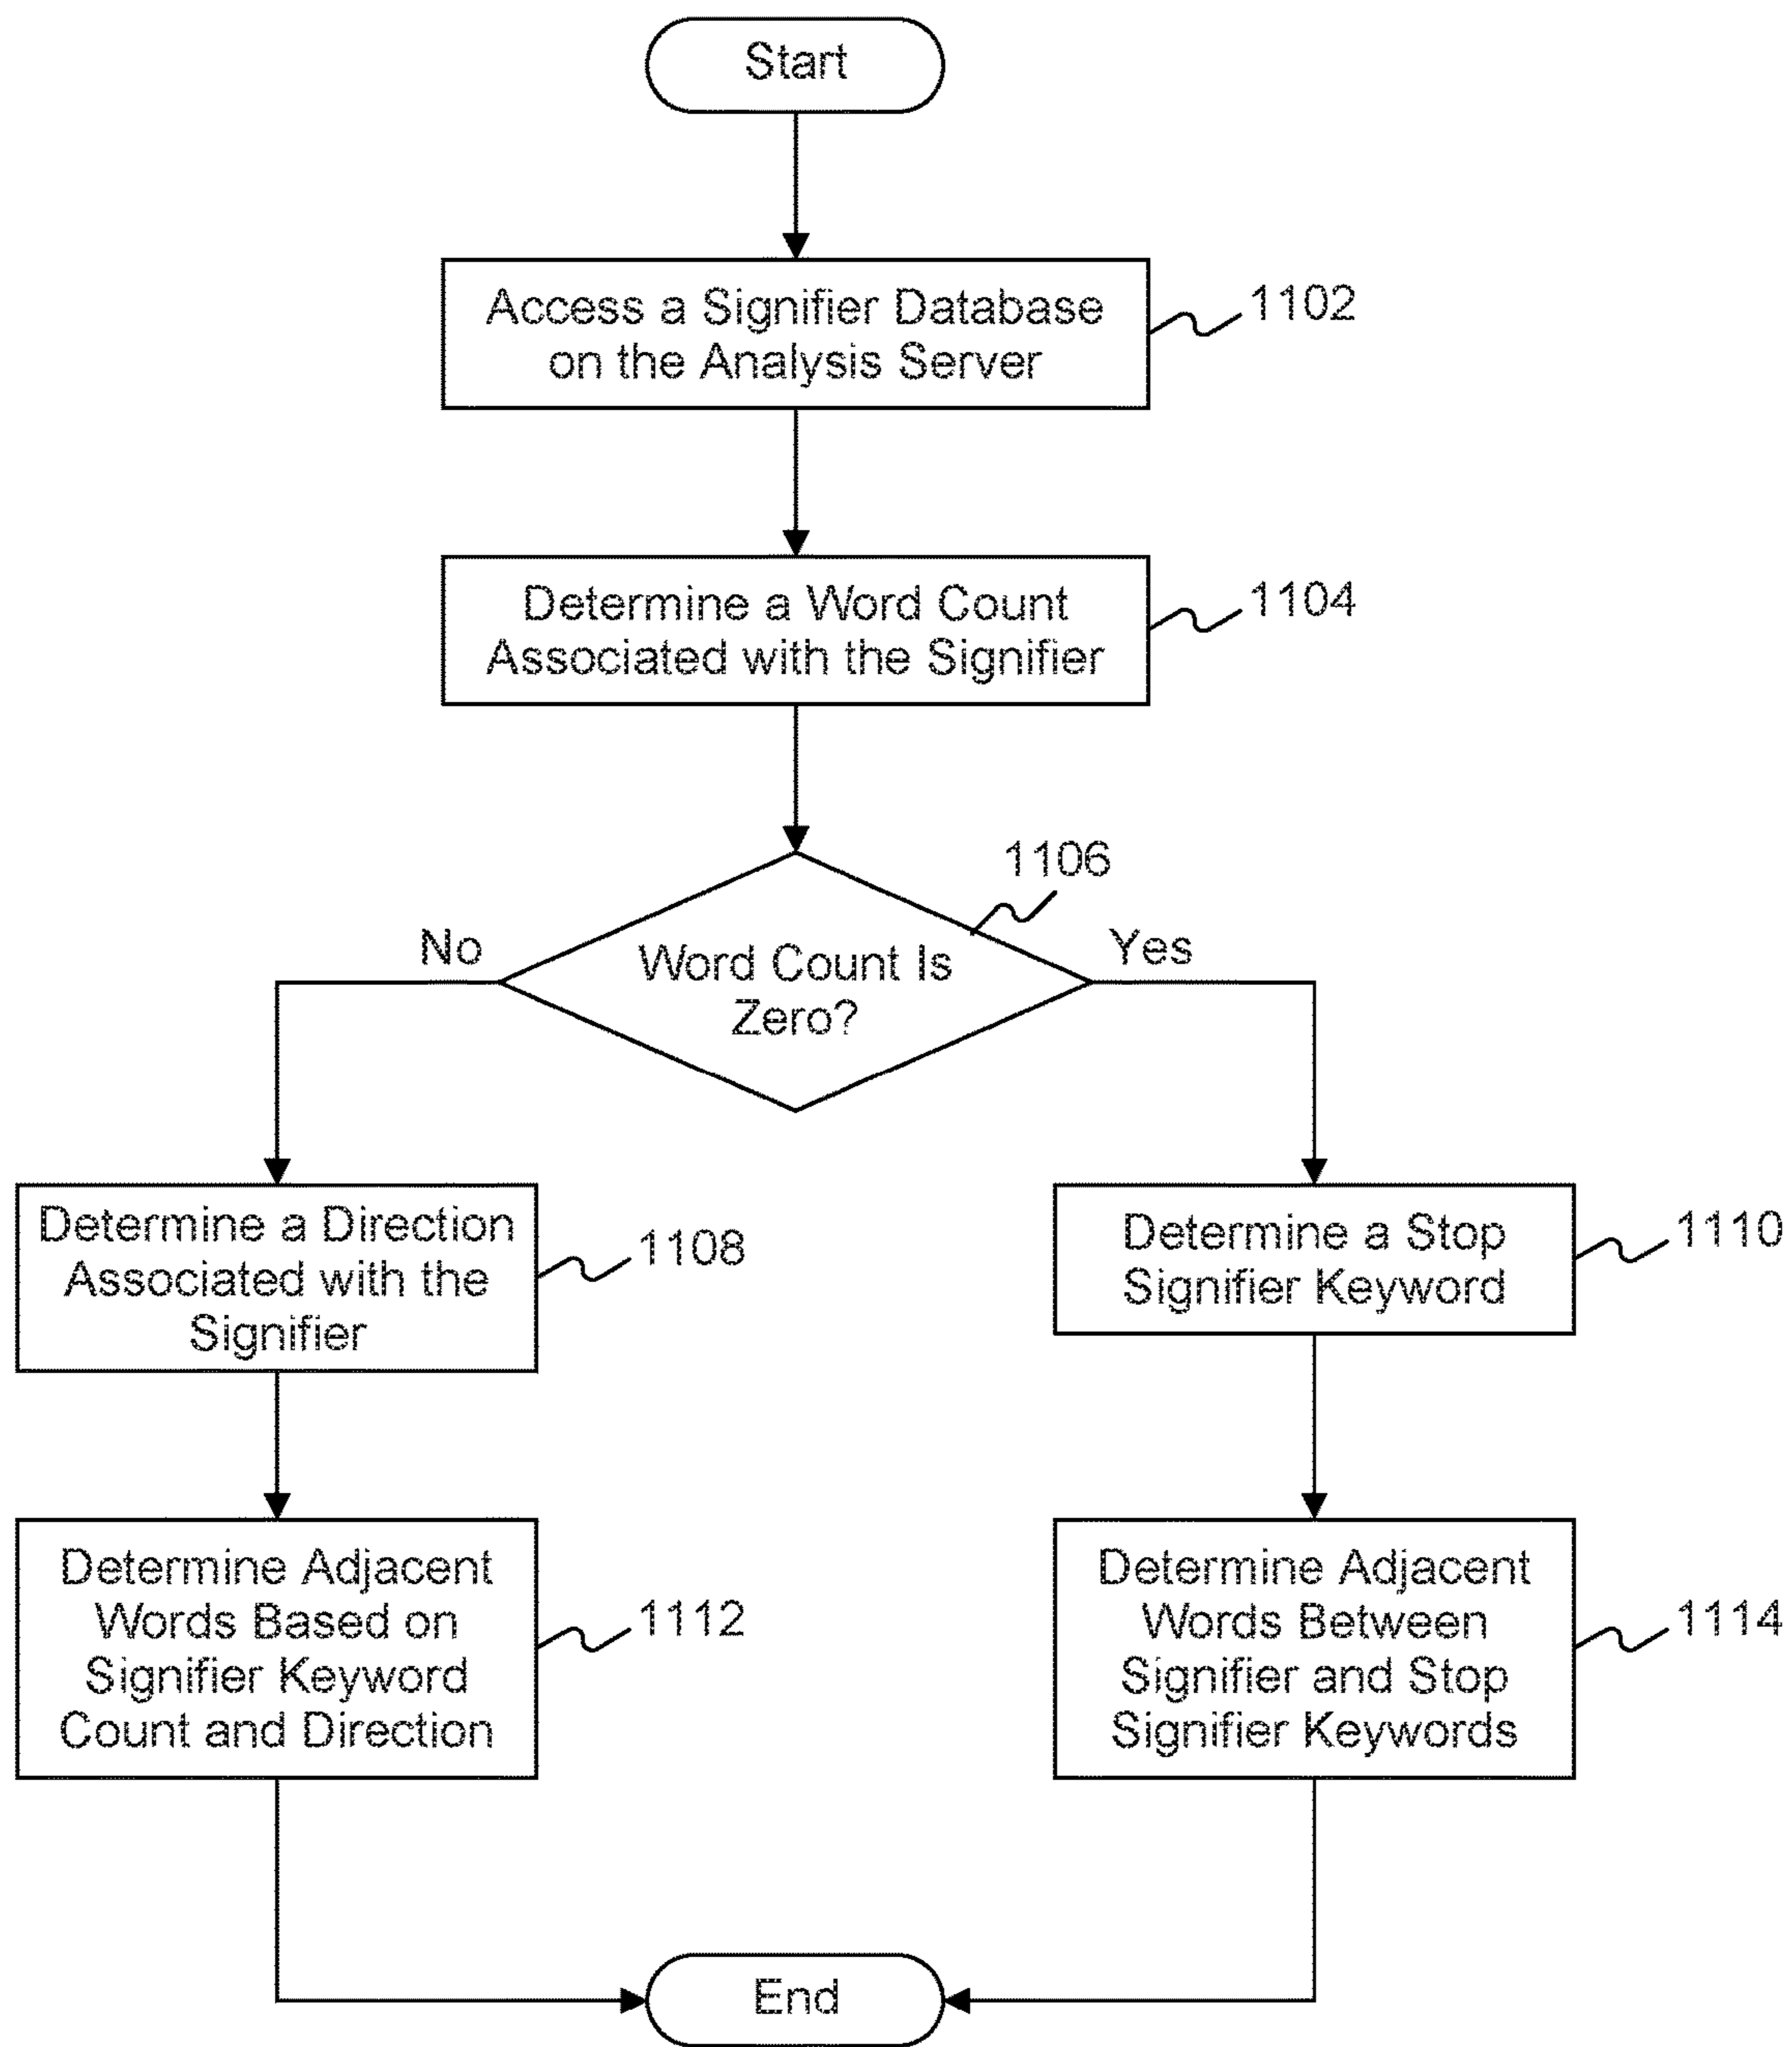 Start
Access a Signifier Database
on the Analysis Server
1102
Determine a Word Count
Associated with the Signifier
1104
1106
No
Word Count Is
Zero?
Yes
Determine a Direction
Associated with the
Signifier
1108
Determine a Stop
Signifier Keyword
1110
Determine Adjacent
Words Based on
Signifier Keyword
Count and Direction
1112
Determine Adjacent
Words Between
Signifier and Stop
Signifier Keywords
1114
End